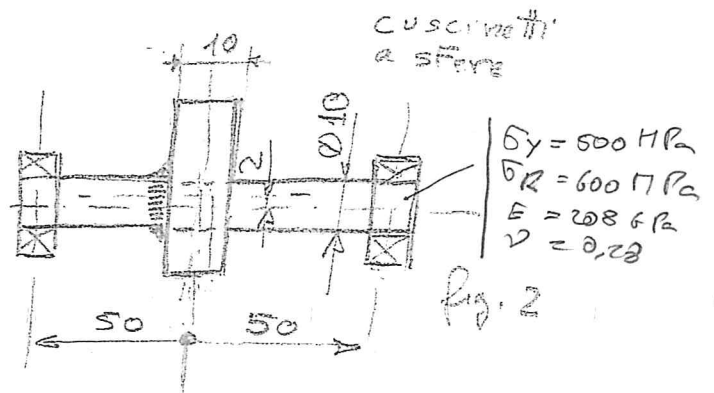 cuscinetti
a sfere
10
2
Ø10
σY = 500 MPa
σR = 600 MPa
E = 208 GPa
ν = 0,28
50
50
fig. 2